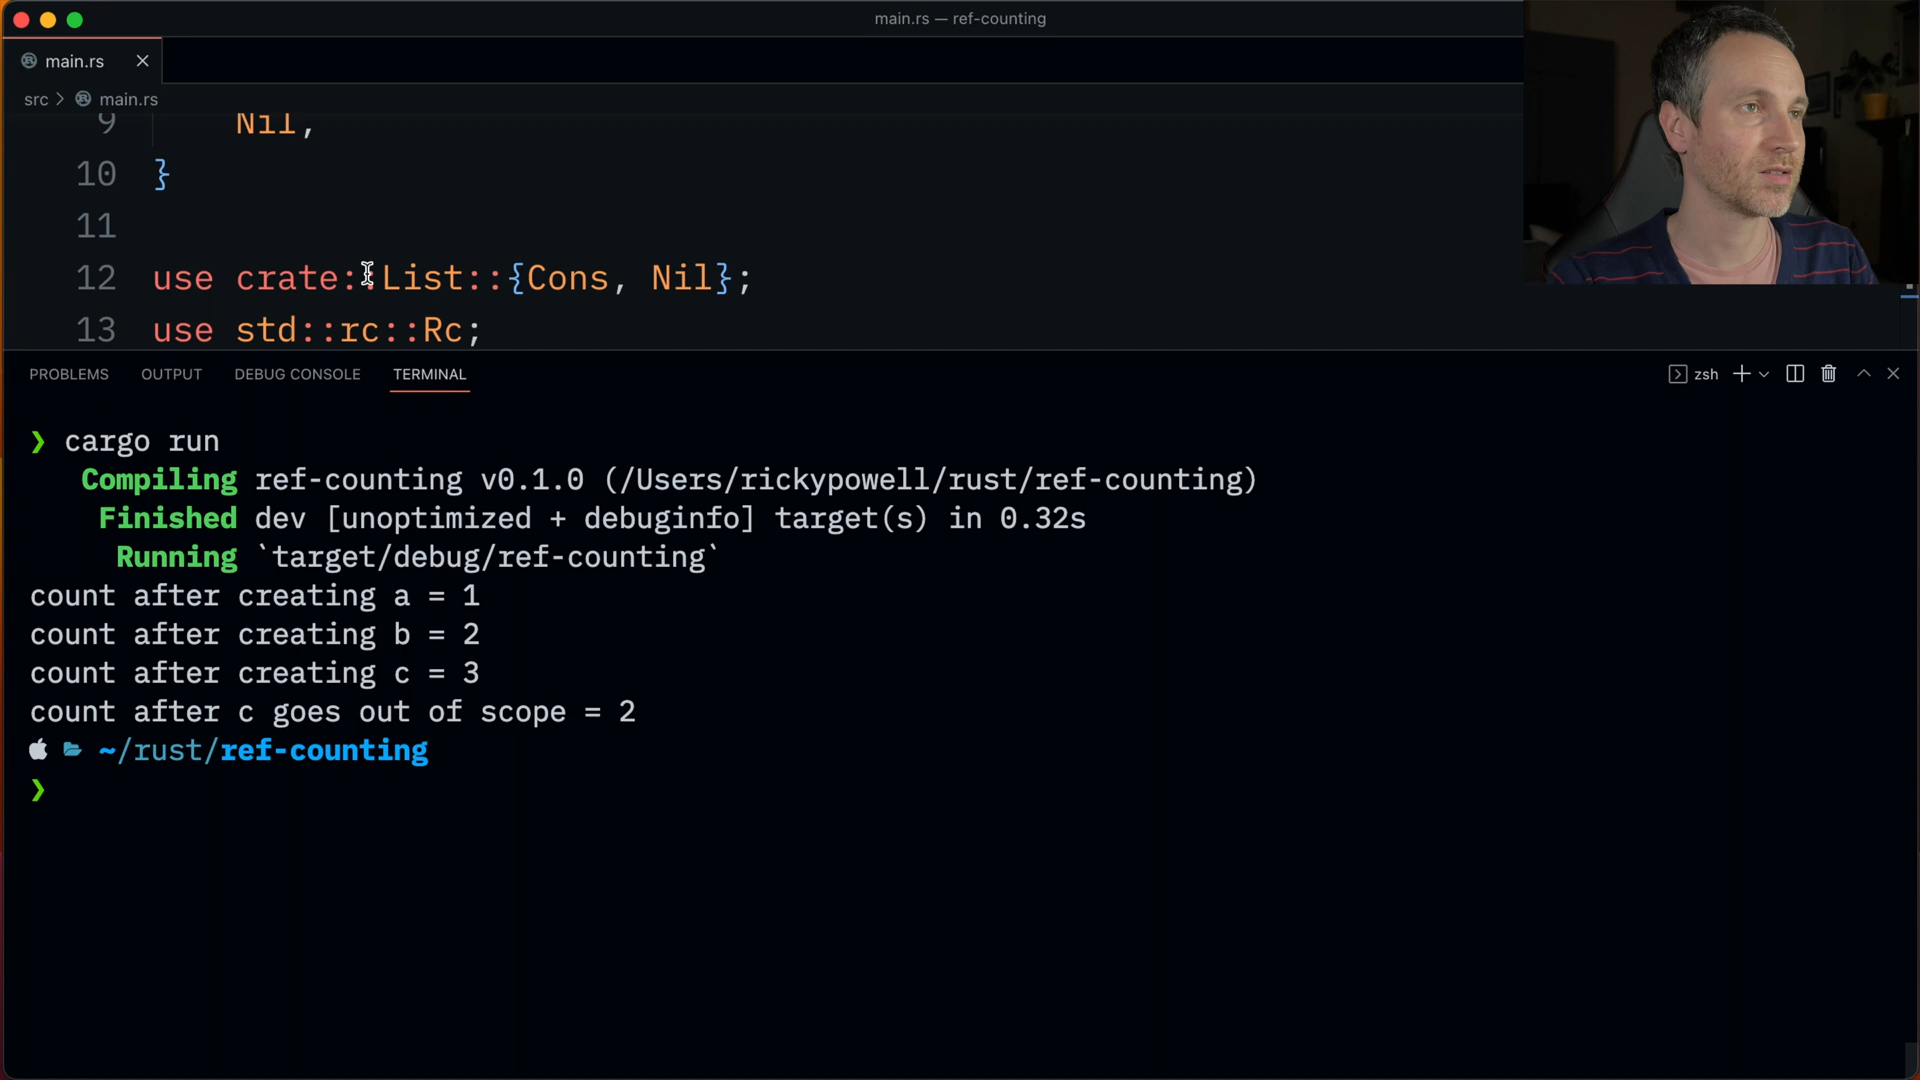 main.rs — ref-counting
main.rs
src > main.rs
9 Nil,
10 }
11
12 use crate::List::{Cons, Nil};
13 use std::rc::Rc;
PROBLEMS OUTPUT DEBUG CONSOLE TERMINAL zsh
❯ cargo run
Compiling ref-counting v0.1.0 (/Users/rickypowell/rust/ref-counting)
Finished dev [unoptimized + debuginfo] target(s) in 0.32s
Running `target/debug/ref-counting`
count after creating a = 1
count after creating b = 2
count after creating c = 3
count after c goes out of scope = 2
~/rust/ref-counting
❯